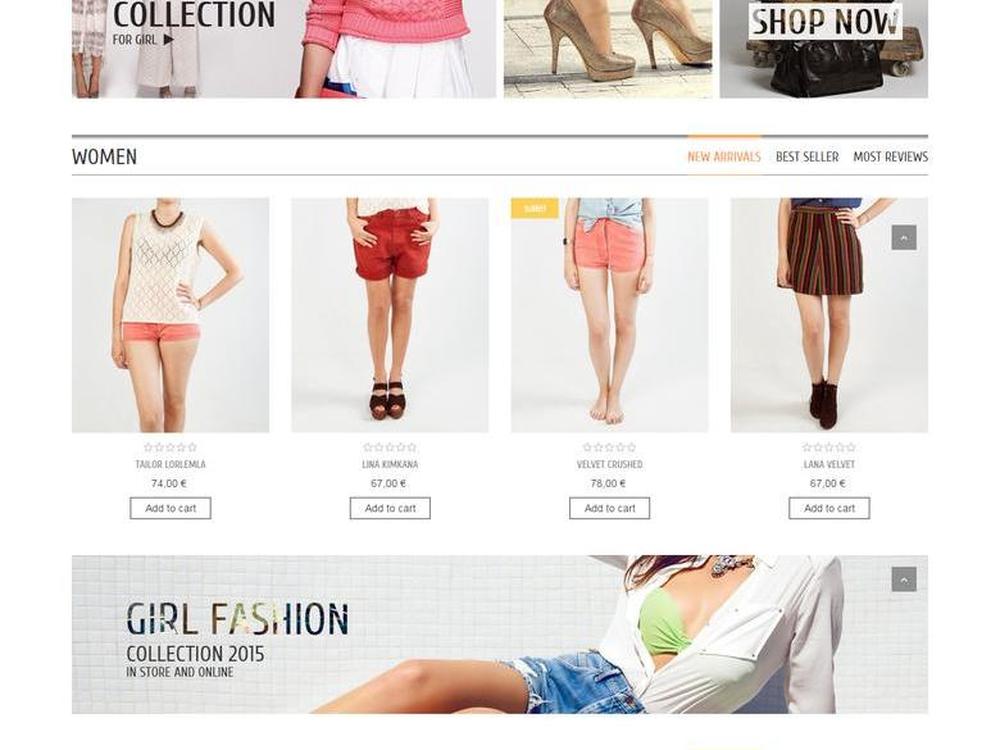 COLLECTION
FOR GIRL
SHOP NOW
WOMEN
NEW ARRIVALS
BEST SELLER
MOST REVIEWS
TAILOR LORLEMLA
74,00 €
Add to cart
LINA KIMKANA
67,00 €
Add to cart
VELVET CRUSHED
78,00 €
Add to cart
LANA VELVET
67,00 €
Add to cart
GIRL FASHION
COLLECTION 2015
IN STORE AND ONLINE